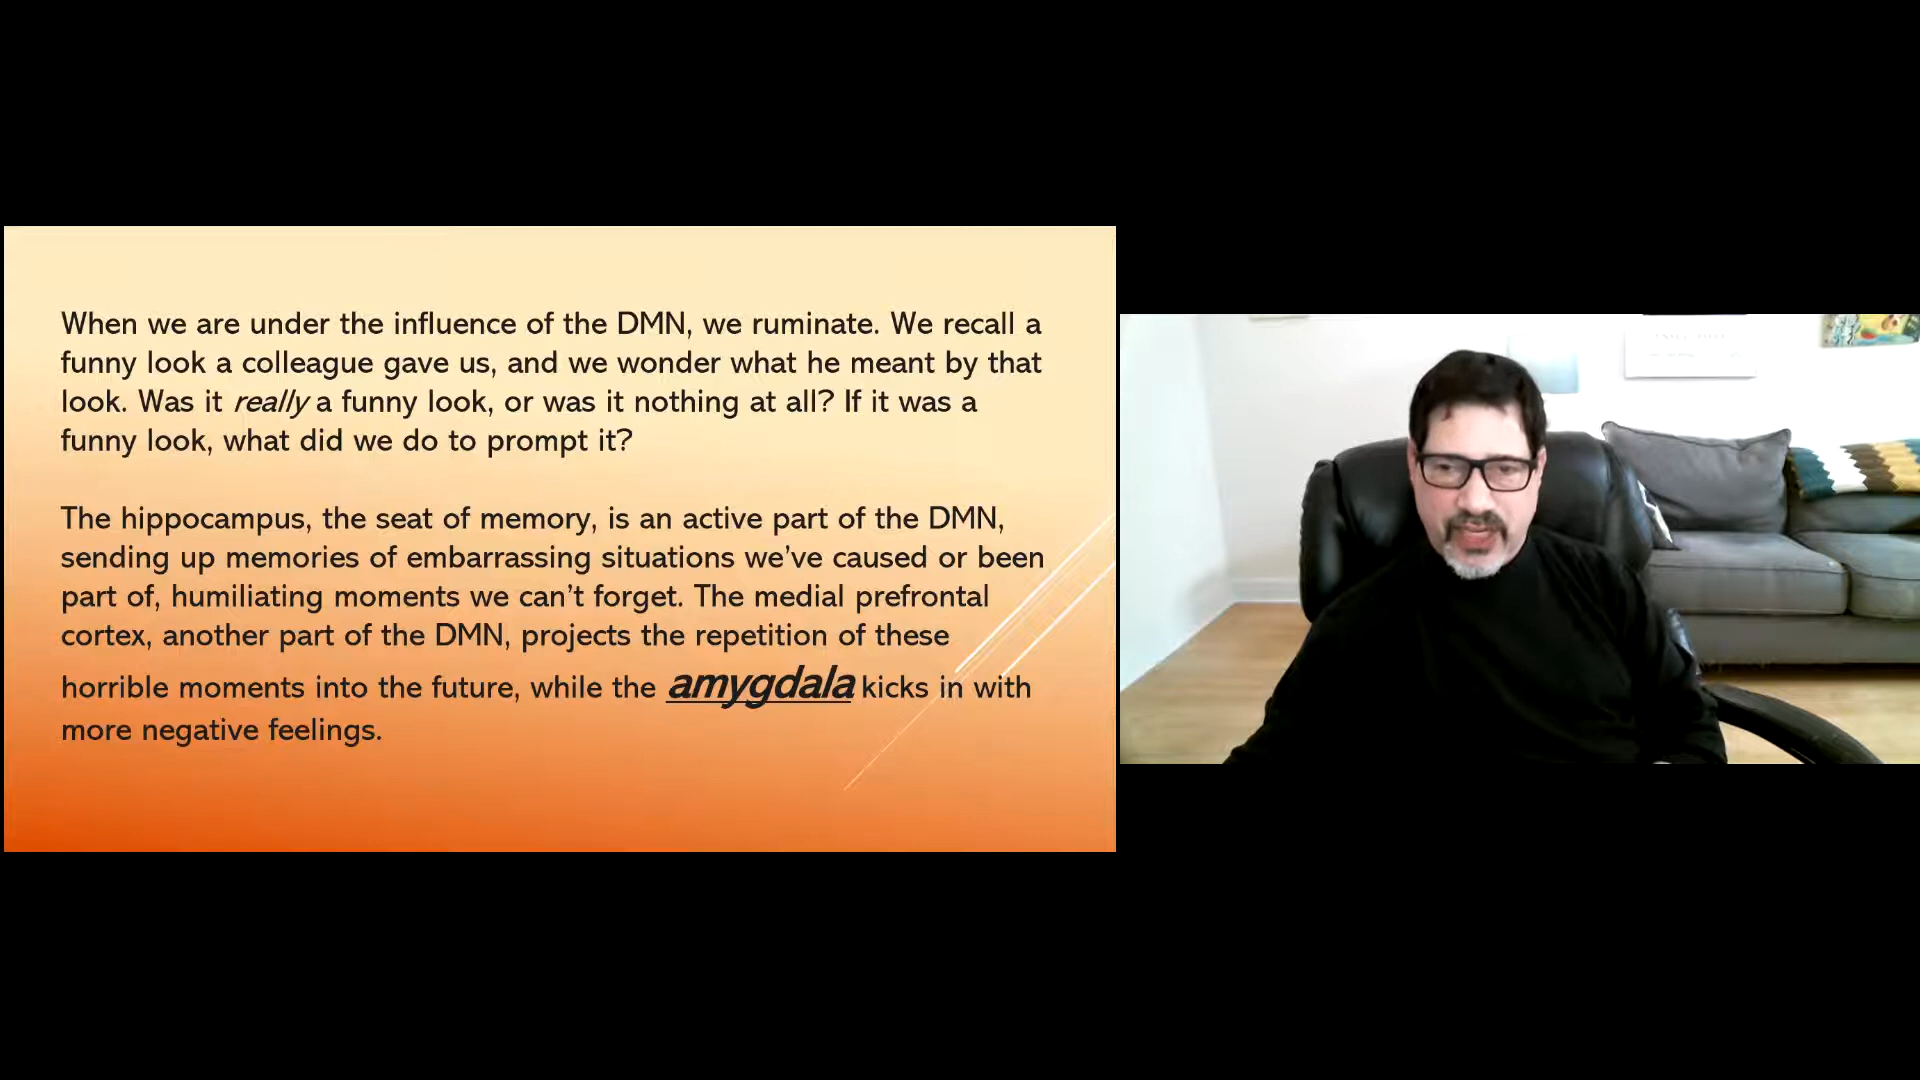 When we are under the influence of the DMN, we ruminate. We recall a
funny look a colleague gave us, and we wonder what he meant by that
look. Was it really a funny look, or was it nothing at all? If it was a
funny look, what did we do to prompt it?
The hippocampus, the seat of memory, is an active part of the DMN,
sending up memories of embarrassing situations we’ve caused or been
part of, humiliating moments we can’t forget. The medial prefrontal
cortex, another part of the DMN, projects the repetition of these
horrible moments into the future, while the amygdala kicks in with
more negative feelings.